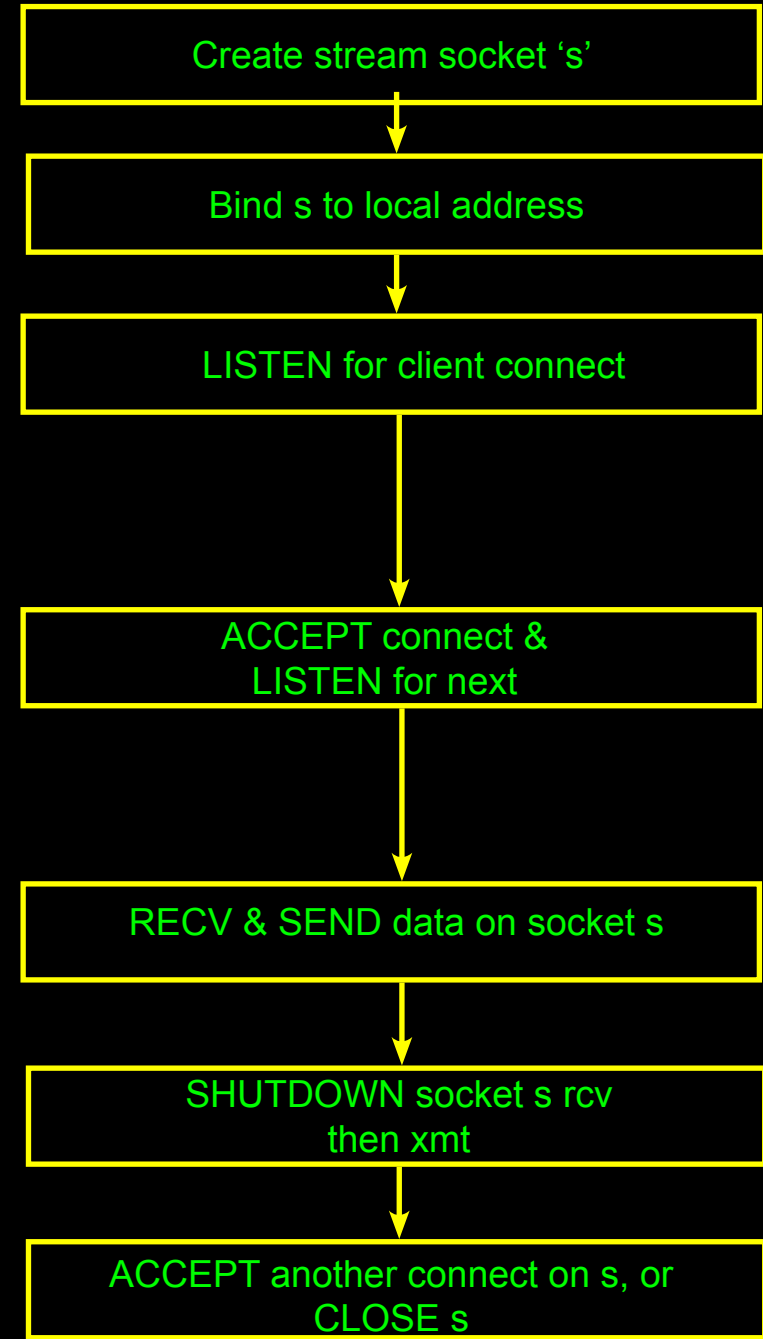 Create stream socket ‘s’
Bind s to local address
LISTEN for client connect
ACCEPT connect &
LISTEN for next
RECV & SEND data on socket s
SHUTDOWN socket s rcv
then xmt
ACCEPT another connect on s, or
CLOSE s